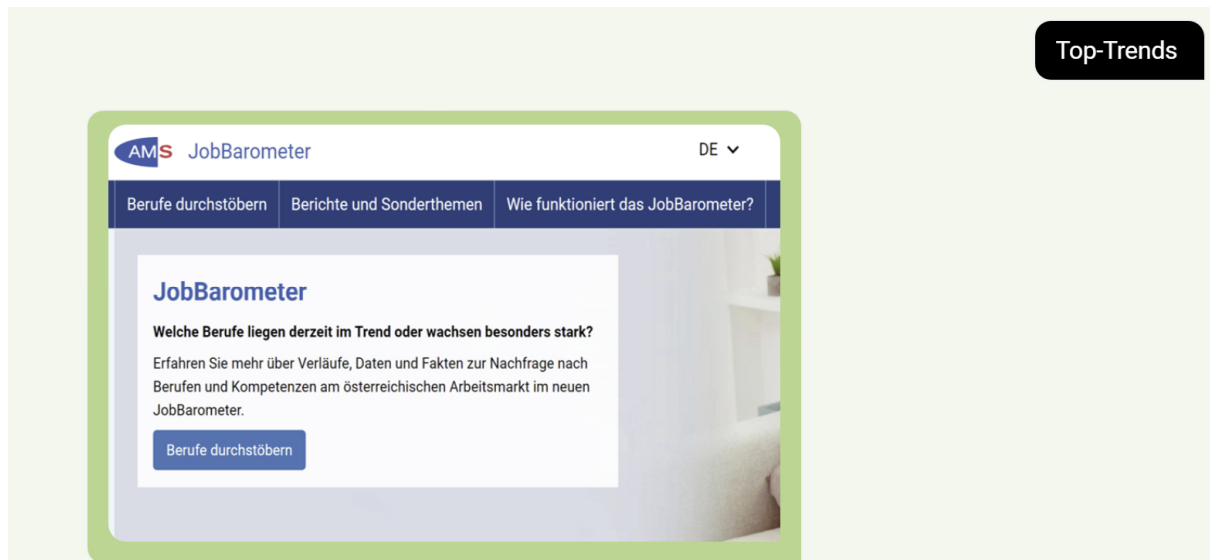 Top-Trends
AMS JobBarometer
DE
Berufe durchstöbern Berichte und Sonderthemen Wie funktioniert das JobBarometer?
JobBarometer
Welche Berufe liegen derzeit im Trend oder wachsen besonders stark?
Erfahren Sie mehr über Verläufe, Daten und Fakten zur Nachfrage nach
Berufen und Kompetenzen am österreichischen Arbeitsmarkt im neuen
JobBarometer.
Berufe durchstöbern